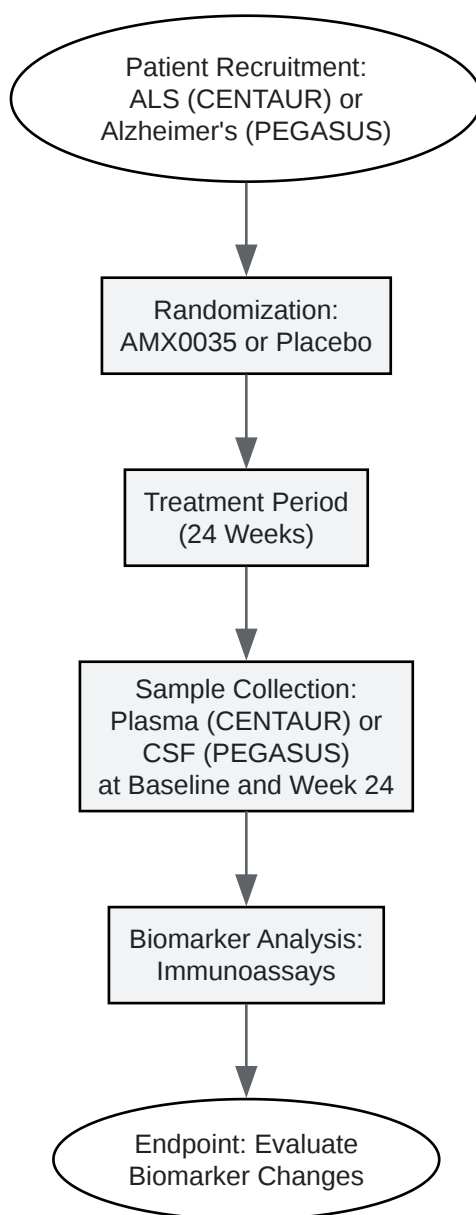 Patient Recruitment:
ALS (CENTAUR) or
Alzheimer's (PEGASUS)
Randomization:
AMX0035 or Placebo
Treatment Period
(24 Weeks)
Sample Collection:
Plasma (CENTAUR) or
CSF (PEGASUS)
at Baseline and Week 24
Biomarker Analysis:
Immunoassays
Endpoint: Evaluate
Biomarker Changes